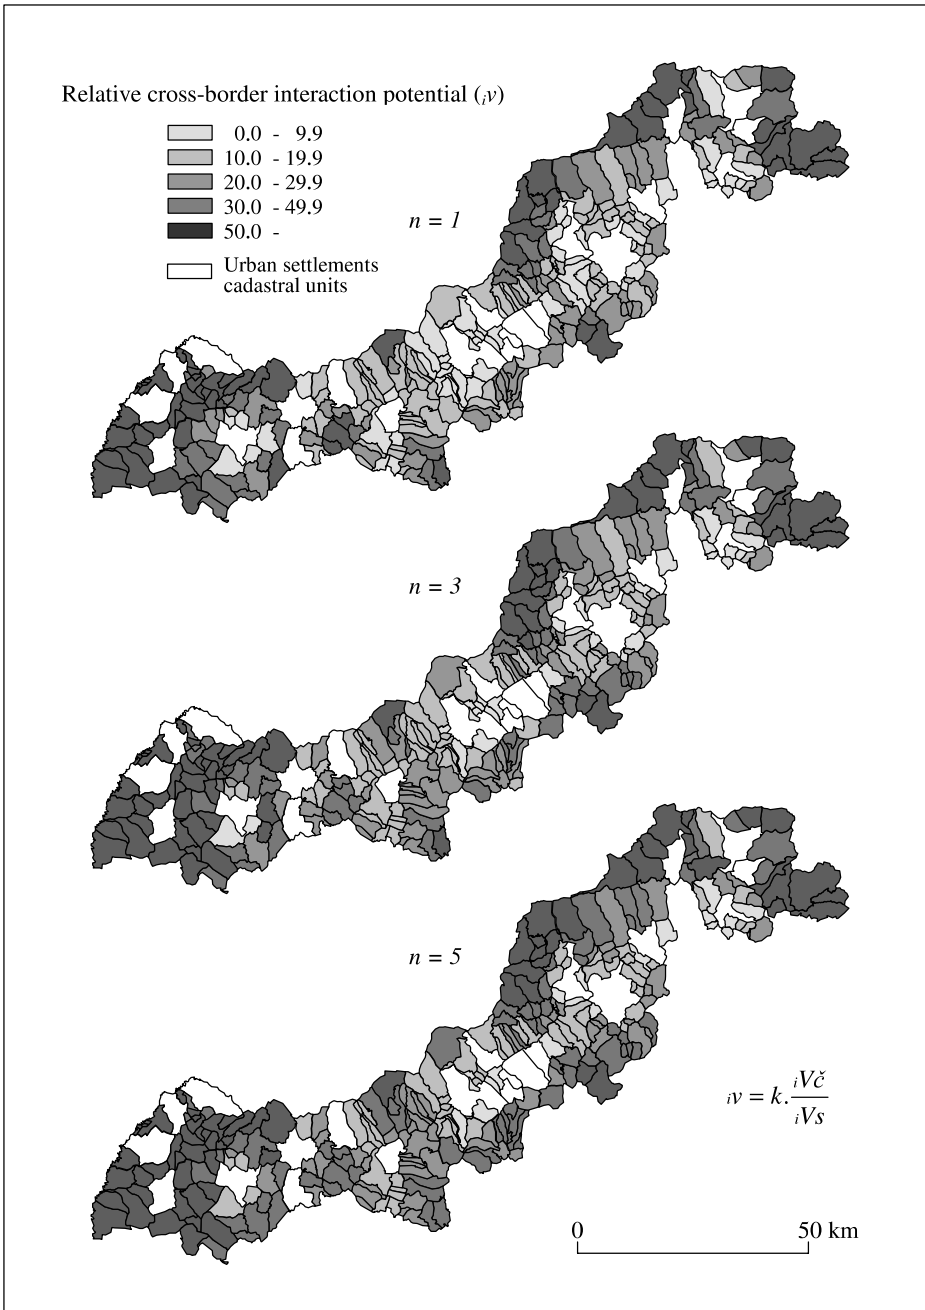 Relative cross-border interaction potential (ᵢv)
0.0 - 9.9
10.0 - 19.9
20.0 - 29.9
30.0 - 49.9
50.0 -
Urban settlements
cadastral units
n = 1
n = 3
n = 5
ᵢv = k. ᵢVč / ᵢVs
0 50 km